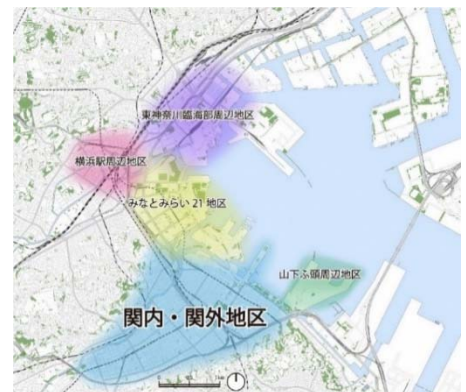 東神奈川臨海部周辺地区
横浜駅周辺地区
みなとみらい 21 地区
山下ふ頭周辺地区
関内・関外地区